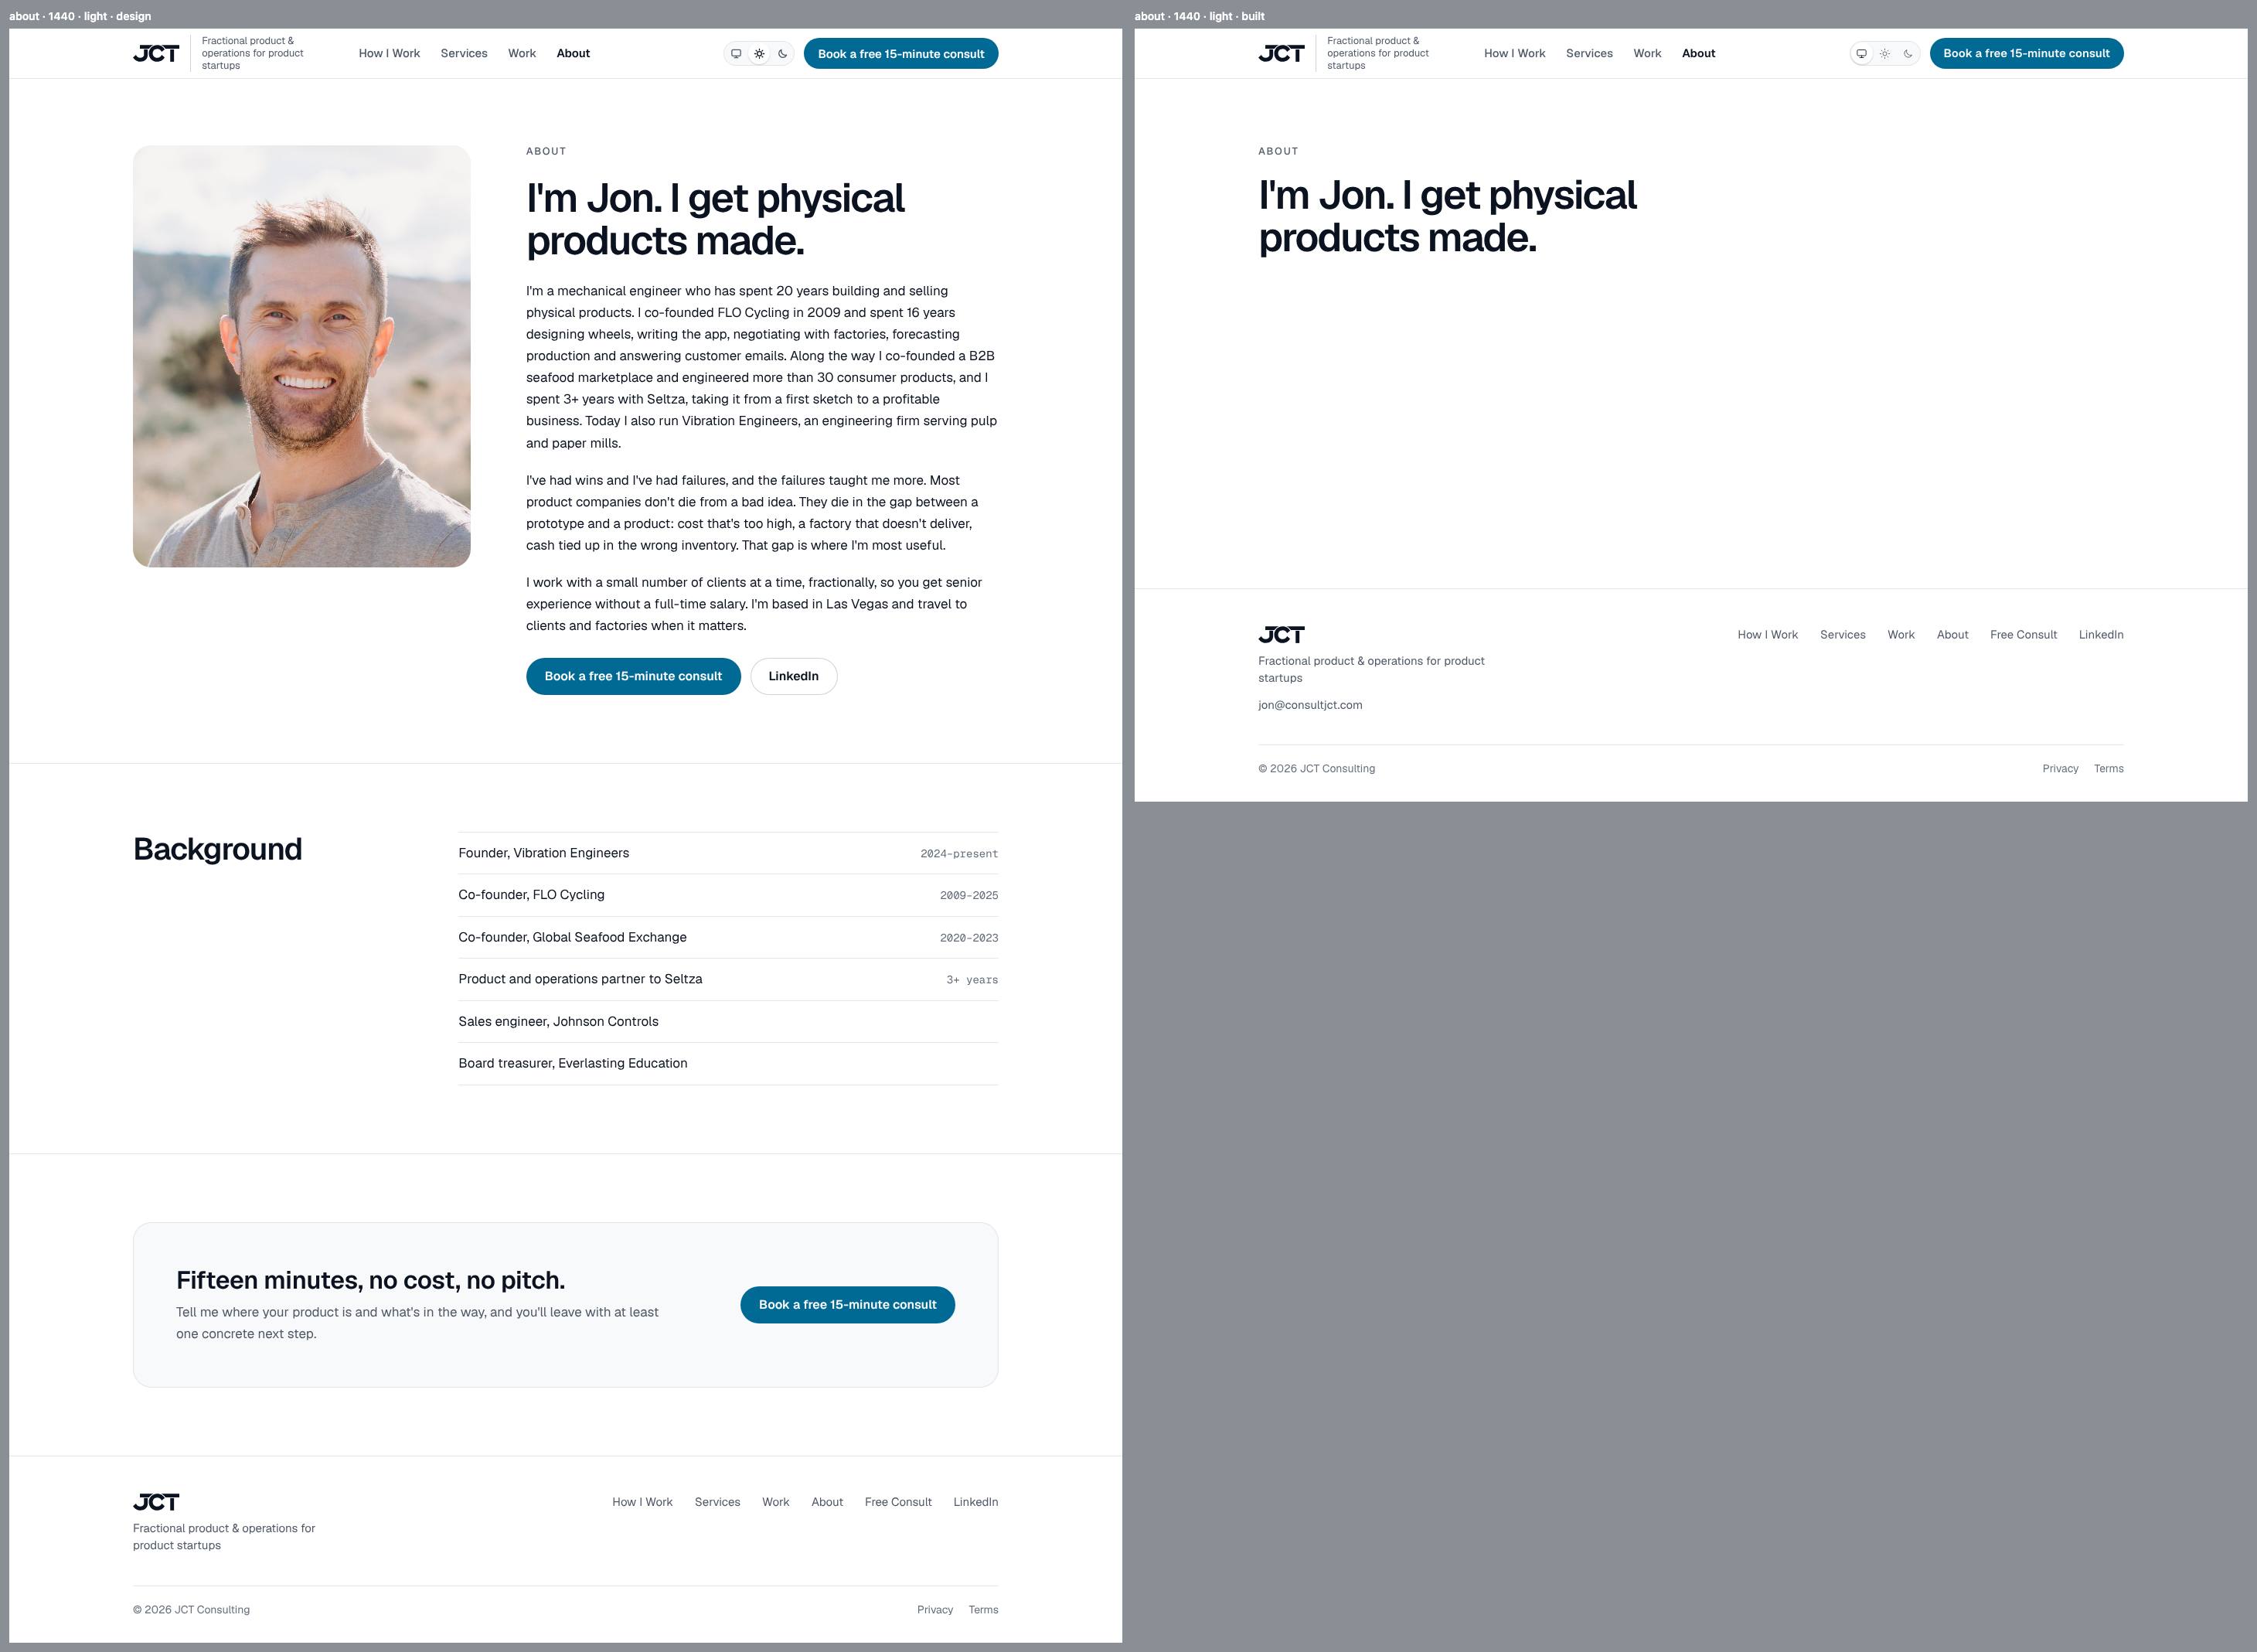 about · 1440 · light · design
JCT
Fractional product &
operations for product
startups
How I Work
Services
Work
About
Book a free 15-minute consult
ABOUT
I'm Jon. I get physical
products made.
I'm a mechanical engineer who has spent 20 years building and selling
physical products. I co-founded FLO Cycling in 2009 and spent 16 years
designing wheels, writing the app, negotiating with factories, forecasting
production and answering customer emails. Along the way I co-founded a B2B
seafood marketplace and engineered more than 30 consumer products, and I
spent 3+ years with Seltza, taking it from a first sketch to a profitable
business. Today I also run Vibration Engineers, an engineering firm serving pulp
and paper mills.
I've had wins and I've had failures, and the failures taught me more. Most
product companies don't die from a bad idea. They die in the gap between a
prototype and a product: cost that's too high, a factory that doesn't deliver,
cash tied up in the wrong inventory. That gap is where I'm most useful.
I work with a small number of clients at a time, fractionally, so you get senior
experience without a full-time salary. I'm based in Las Vegas and travel to
clients and factories when it matters.
Book a free 15-minute consult
LinkedIn
Background
Founder, Vibration Engineers
2024–present
Co-founder, FLO Cycling
2009–2025
Co-founder, Global Seafood Exchange
2020–2023
Product and operations partner to Seltza
3+ years
Sales engineer, Johnson Controls
Board treasurer, Everlasting Education
Fifteen minutes, no cost, no pitch.
Tell me where your product is and what's in the way, and you'll leave with at least
one concrete next step.
Book a free 15-minute consult
JCT
Fractional product & operations for
product startups
How I Work
Services
Work
About
Free Consult
LinkedIn
© 2026 JCT Consulting
Privacy
Terms
about · 1440 · light · built
JCT
Fractional product &
operations for product
startups
How I Work
Services
Work
About
Book a free 15-minute consult
ABOUT
I'm Jon. I get physical
products made.
JCT
Fractional product & operations for product
startups
jon@consultjct.com
How I Work
Services
Work
About
Free Consult
LinkedIn
© 2026 JCT Consulting
Privacy
Terms